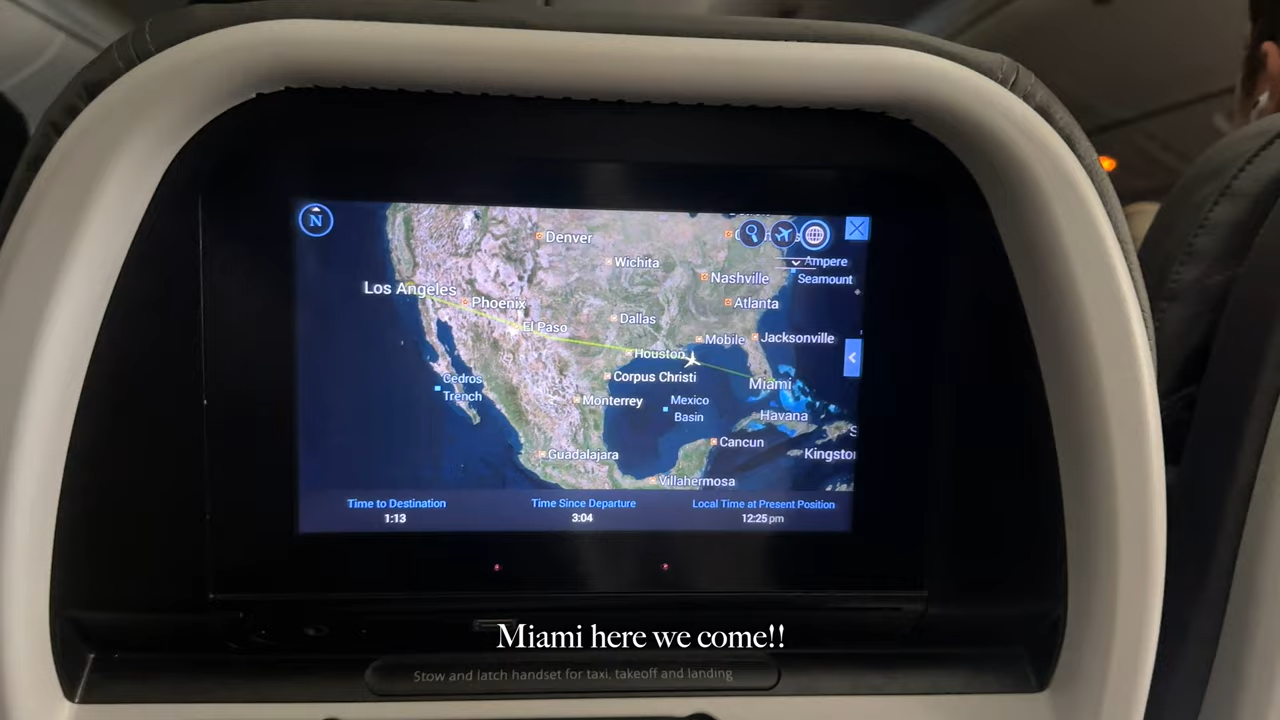 N
Denver
Wichita
Ampere
Seamount
Nashville
Los Angeles
Phoenix
Atlanta
Dallas
El Paso
Mobile
Jacksonville
Houston
Corpus Christi
Miami
Cedros
Trench
Monterrey
Mexico
Basin
Havana
Cancun
Guadalajara
Villahermosa
Time to Destination
1:13
Time Since Departure
3:04
Local Time at Present Position
12:25 pm
Miami here we come!!
Stow and latch handset for taxi, takeoff and landing